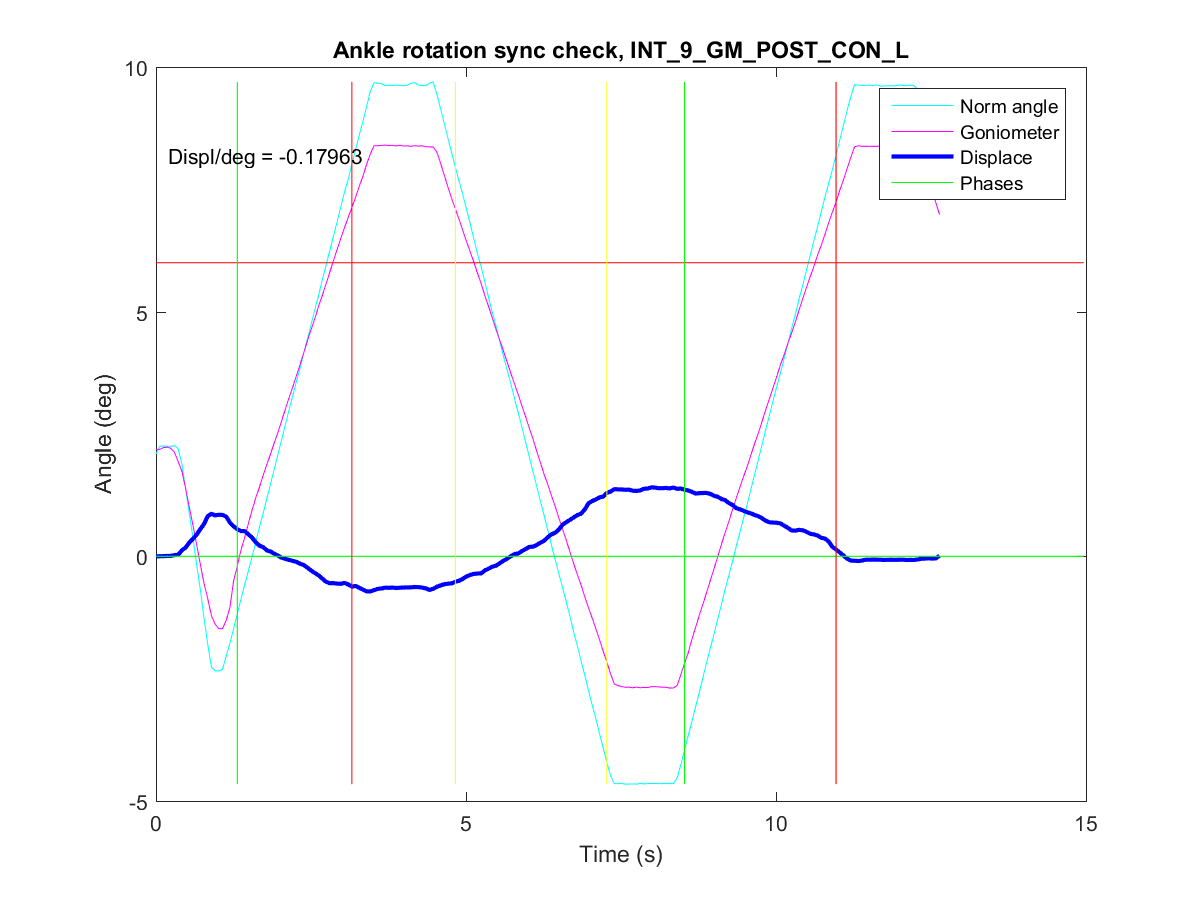 Ankle rotation sync check, INT_9_GM_POST_CON_L
10
Norm angle
Goniometer
Displace
Phases
Displ/deg = -0.17963
5
Angle (deg)
0
-5
0
5
10
15
Time (s)